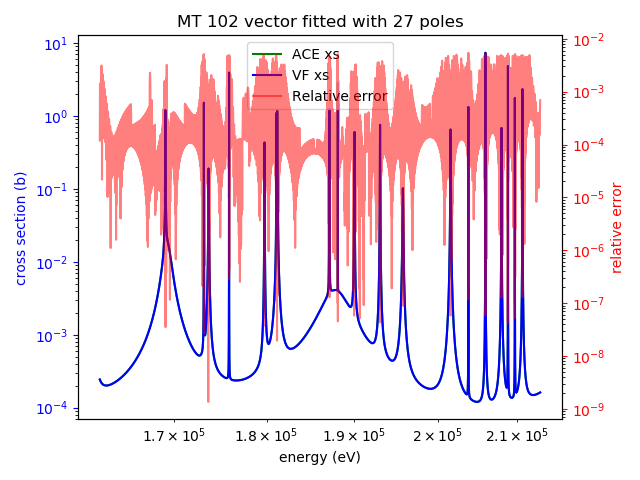 MT 102 vector fitted with 27 poles
ACE xs
VF xs
Relative error
cross section (b)
10¹
10⁰
10⁻¹
10⁻²
10⁻³
10⁻⁴
relative error
10⁻²
10⁻³
10⁻⁴
10⁻⁵
10⁻⁶
10⁻⁷
10⁻⁸
10⁻⁹
1.7 × 10⁵ 1.8 × 10⁵ 1.9 × 10⁵ 2 × 10⁵ 2.1 × 10⁵
energy (eV)